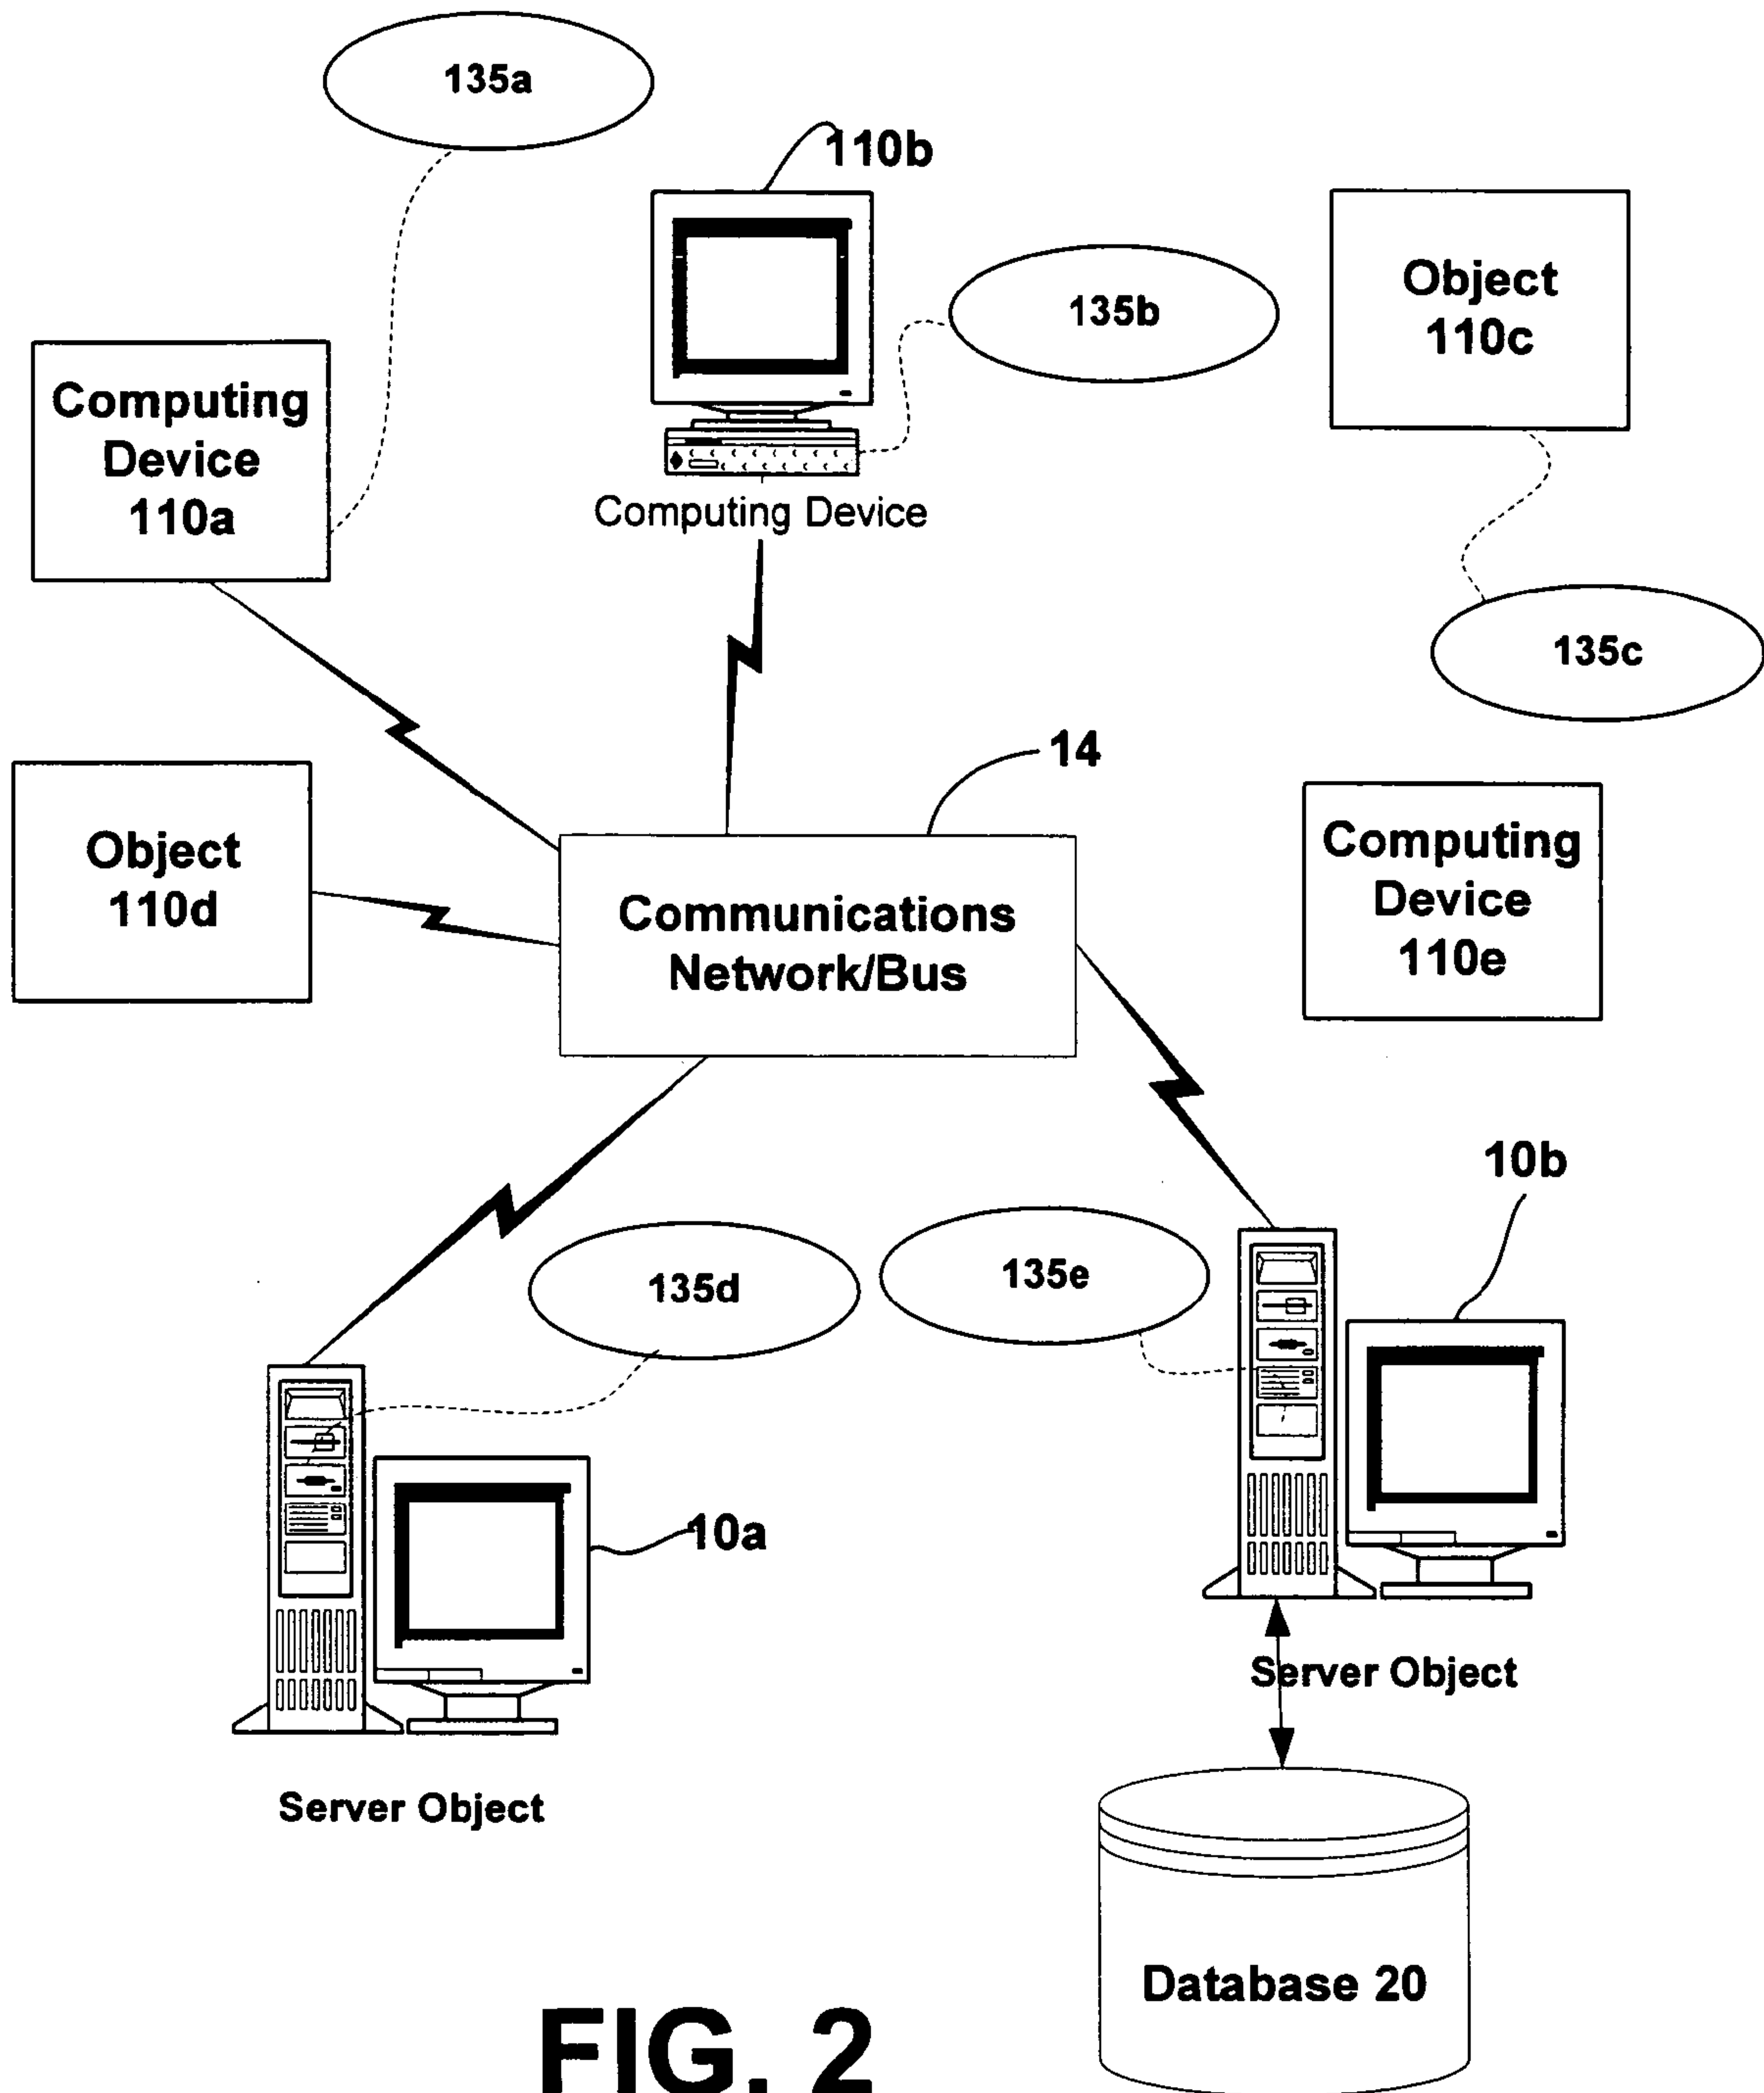 135a
110b
Object
110c
135b
Computing
Device
110a
Computing Device
135c
14
Object
110d
Communications
Network/Bus
Computing
Device
110e
10b
135d
135e
10a
Server Object
Server Object
Database 20
FIG. 2